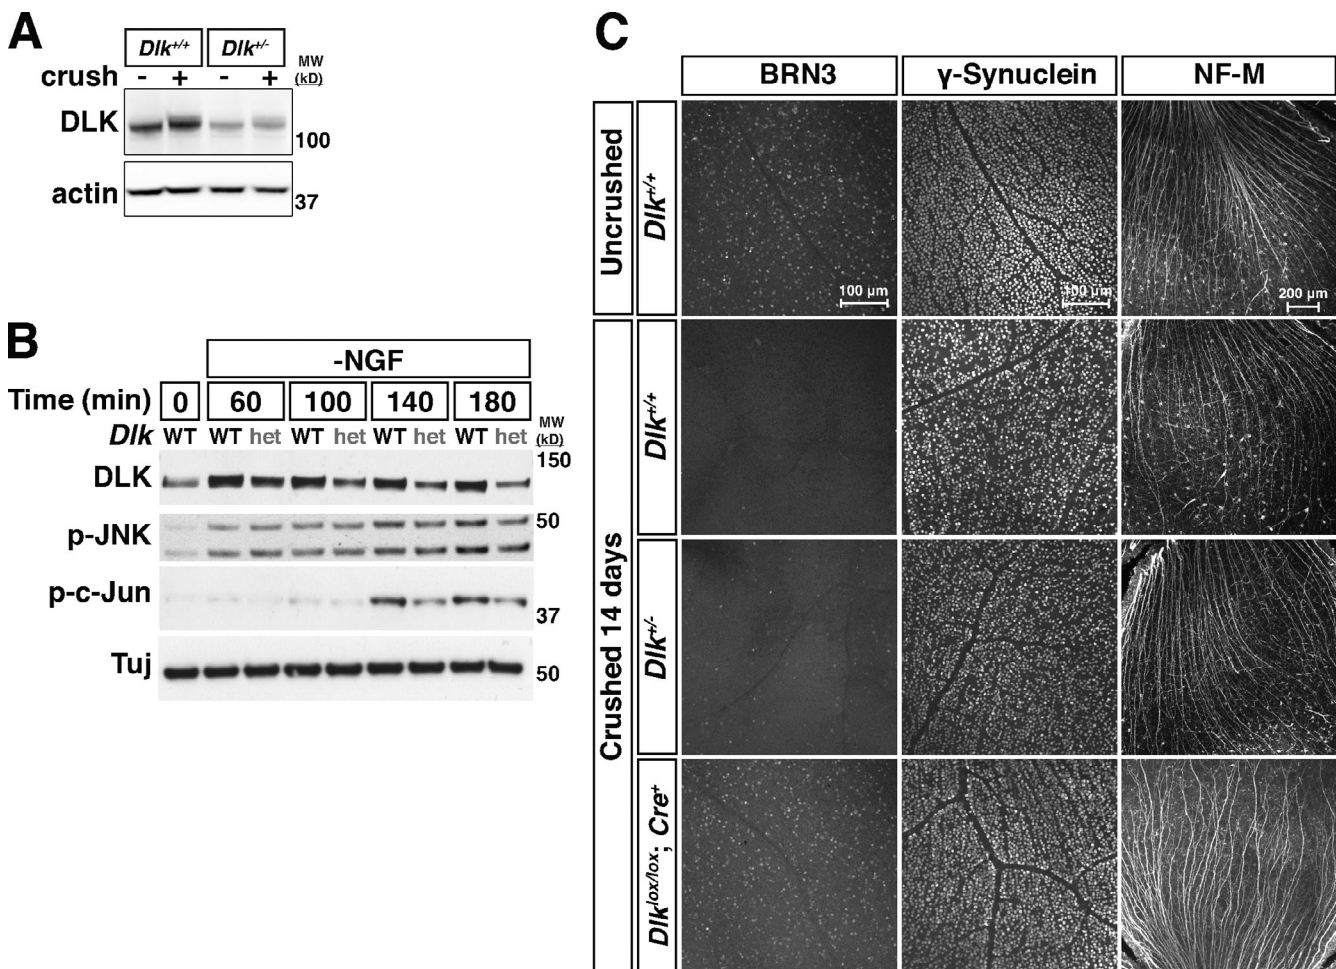 A
Dlk+/+ Dlk+/-
crush - + - + MW (kD)
DLK
100
actin
37
B
-NGF
Time (min) 0 60 100 140 180
Dlk WT WT het WT het WT het WT het MW (kD)
150
DLK
50
p-JNK
p-c-Jun
37
Tuj
50
C
BRN3 γ-Synuclein NF-M
Uncrushed
Dlk+/+
100 µm 100 µm 200 µm
Crushed 14 days
Dlk+/+
Dlk+/-
Dlklox/lox; Cre+